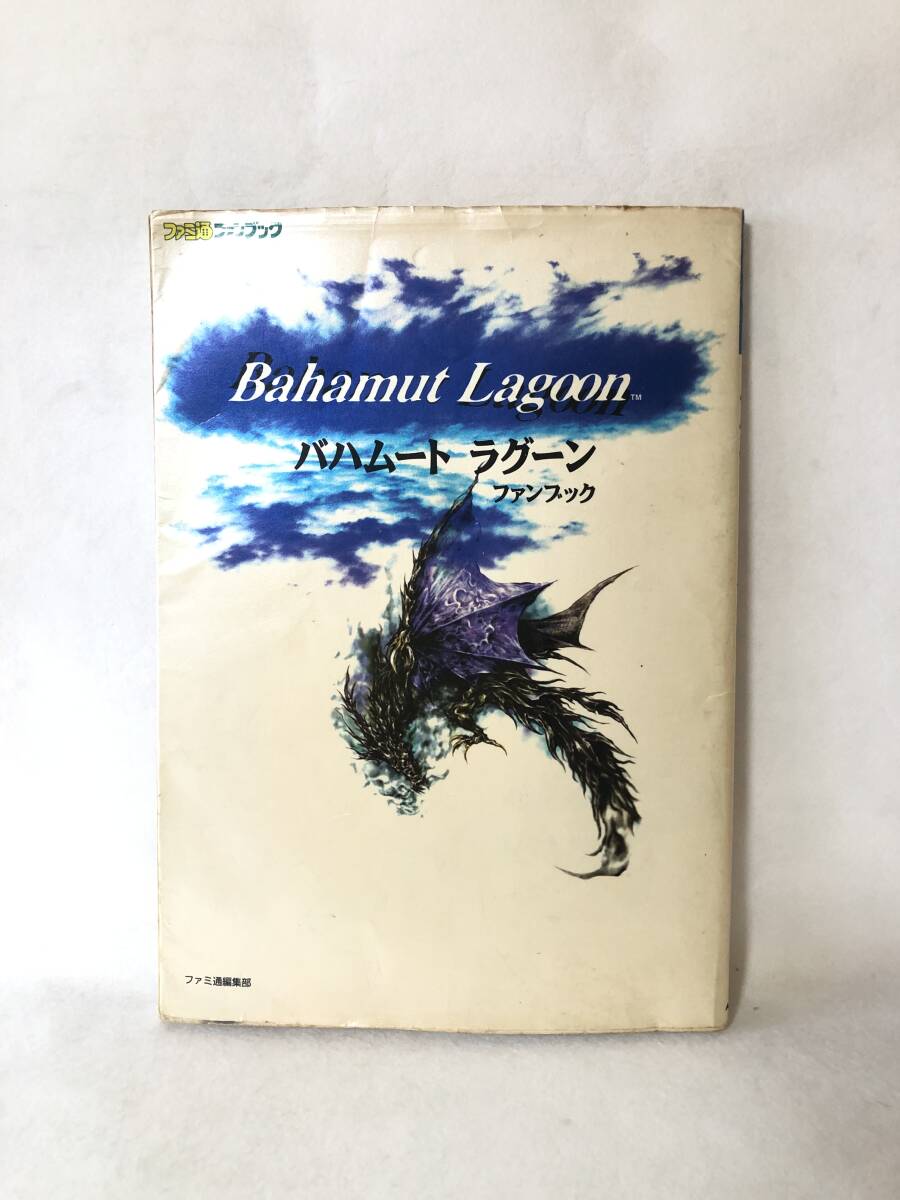 ファミ通ファンブック
Bahamut Lagoon™
バハムート ラグーン
ファンブック
ファミ通編集部